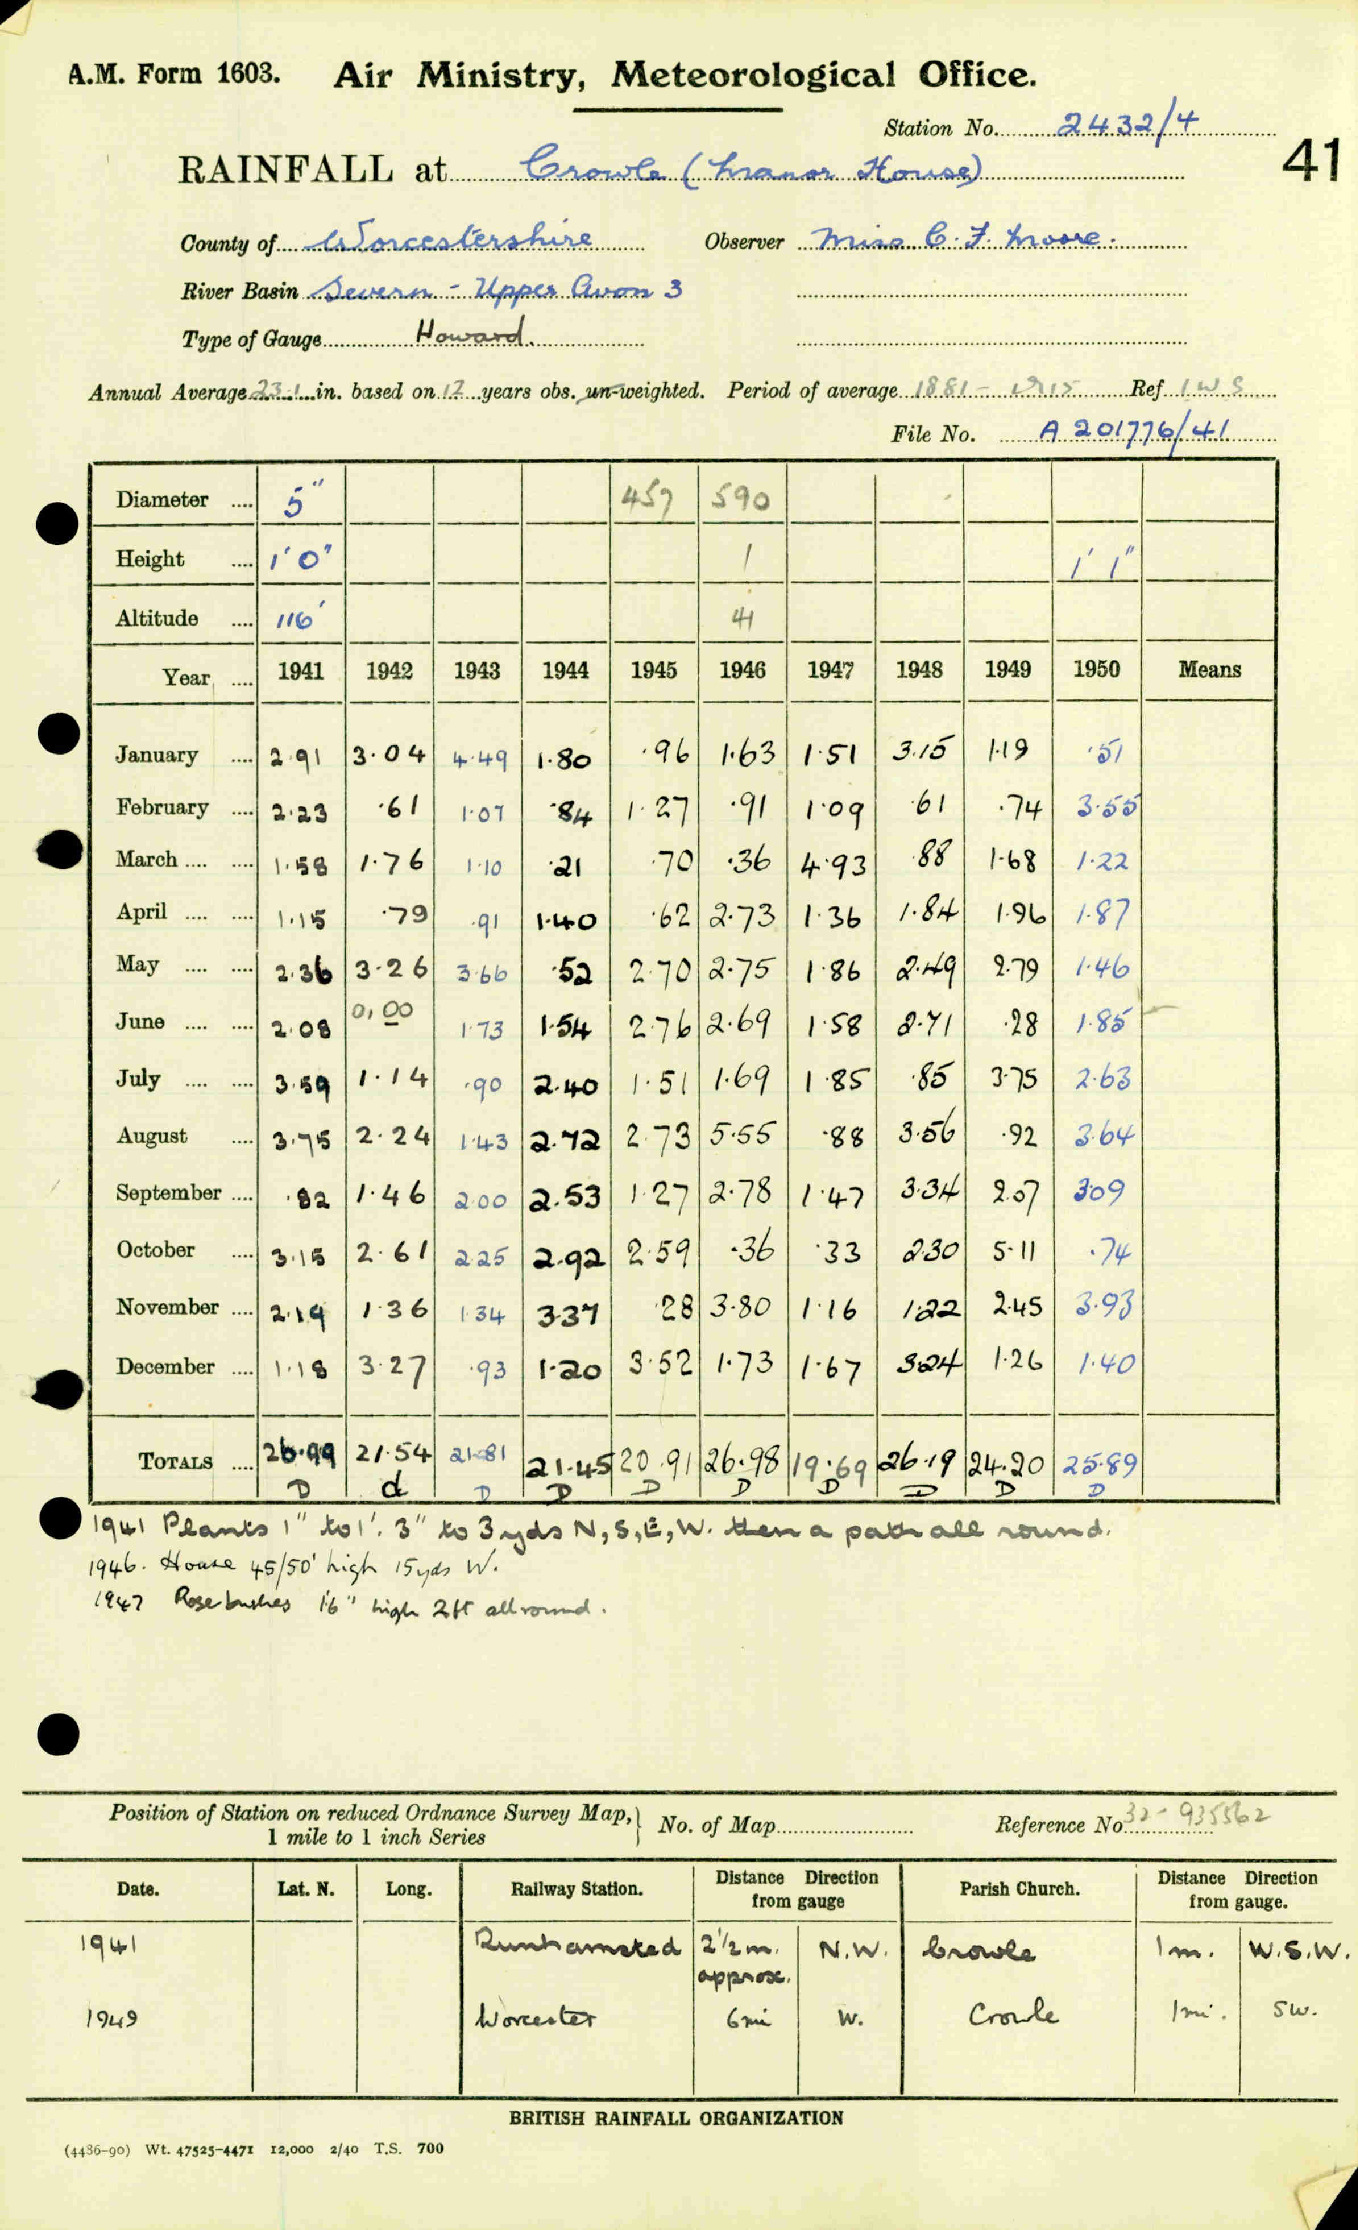 A.M. Form 1603. Air Ministry, Meteorological Office.
Station No. 2432/4
41
RAINFALL at Crowle (Manor House)
County of Worcestershire Observer Miss C. F. Moore.
River Basin Severn - Upper Avon 3
Type of Gauge Howard.
Annual Average 23.1 in. based on 12 years obs. un-weighted. Period of average 1881 - 1915 Ref
File No. A 201776/41
Diameter .... 5" 457 590
Height .... 1' 0" 1 1' 1"
Altitude .... 116' 41
Year .... 1941 1942 1943 1944 1945 1946 1947 1948 1949 1950 Means
January .... 2.91 3.04 4.49 1.80 .96 1.63 1.51 3.15 1.19 .51
February .... 2.23 .61 1.07 .84 1.27 .91 1.09 .61 .74 3.55
March .... .... 1.58 1.76 1.10 .21 .70 .36 4.93 .88 1.68 1.22
April .... .... 1.15 .79 .91 1.40 .62 2.73 1.36 1.84 1.96 1.87
May .... .... 2.36 3.26 3.66 .52 2.70 2.75 1.86 2.49 2.79 1.46
June .... .... 2.08 0.00 1.73 1.54 2.76 2.69 1.58 2.71 .28 1.85
July .... .... 3.59 1.14 .90 2.40 1.51 1.69 1.85 .85 3.75 2.63
August .... 3.75 2.24 1.43 2.72 2.73 5.55 .88 3.56 .92 3.64
September .... .82 1.46 2.00 2.53 1.27 2.78 1.47 3.34 2.07 3.09
October .... 3.15 2.61 2.25 2.92 2.59 .36 .33 2.30 5.11 .74
November .... 2.19 1.36 1.34 3.37 .28 3.80 1.16 1.22 2.45 3.93
December .... 1.18 3.27 .93 1.20 3.52 1.73 1.67 3.24 1.26 1.40
TOTALS .... 26.99 21.54 21.81 21.45 20.91 26.98 19.69 26.19 24.20 25.89
D d D D D D D D D D
1941 Plants 1" to 1'. 3" to 3 yds N, S, E, W. then a path all round.
1946. House 45/50' high 15 yds W.
1947 Rose bushes 1'6" high 2ft all round.
Position of Station on reduced Ordnance Survey Map, 1 mile to 1 inch Series } No. of Map Reference No 32-935562
Date. Lat. N. Long. Railway Station. Distance Direction from gauge Parish Church. Distance Direction from gauge.
1941 Dunhamsted 2½ m. approx. N.W. Crowle 1m. W.S.W.
1949 Worcester 6 mi W. Crowle 1mi. SW.
BRITISH RAINFALL ORGANIZATION
(4436-90) Wt. 47525-4471 12,000 2/40 T.S. 700